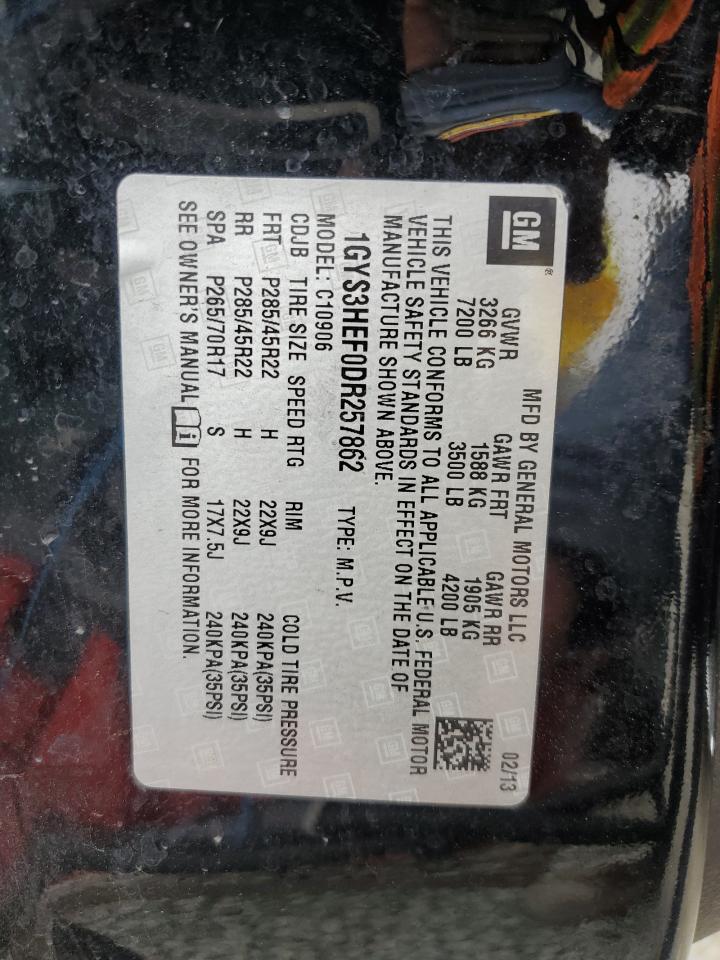 GM
MFD BY GENERAL MOTORS LLC 02/13
GVWR GAWR FRT GAWR RR
3266 KG 1588 KG 1905 KG
7200 LB 3500 LB 4200 LB
THIS VEHICLE CONFORMS TO ALL APPLICABLE U.S. FEDERAL MOTOR
VEHICLE SAFETY STANDARDS IN EFFECT ON THE DATE OF
MANUFACTURE SHOWN ABOVE.
1GYS3HEF0DR257862 TYPE: M.P.V.
MODEL: C10906
CDJB TIRE SIZE SPEED RTG RIM COLD TIRE PRESSURE
FRT P285/45R22 H 22X9J 240KPA(35PSI)
RR P285/45R22 H 22X9J 240KPA(35PSI)
SPA P265/70R17 S 17X7.5J 240KPA(35PSI)
SEE OWNER'S MANUAL i FOR MORE INFORMATION.